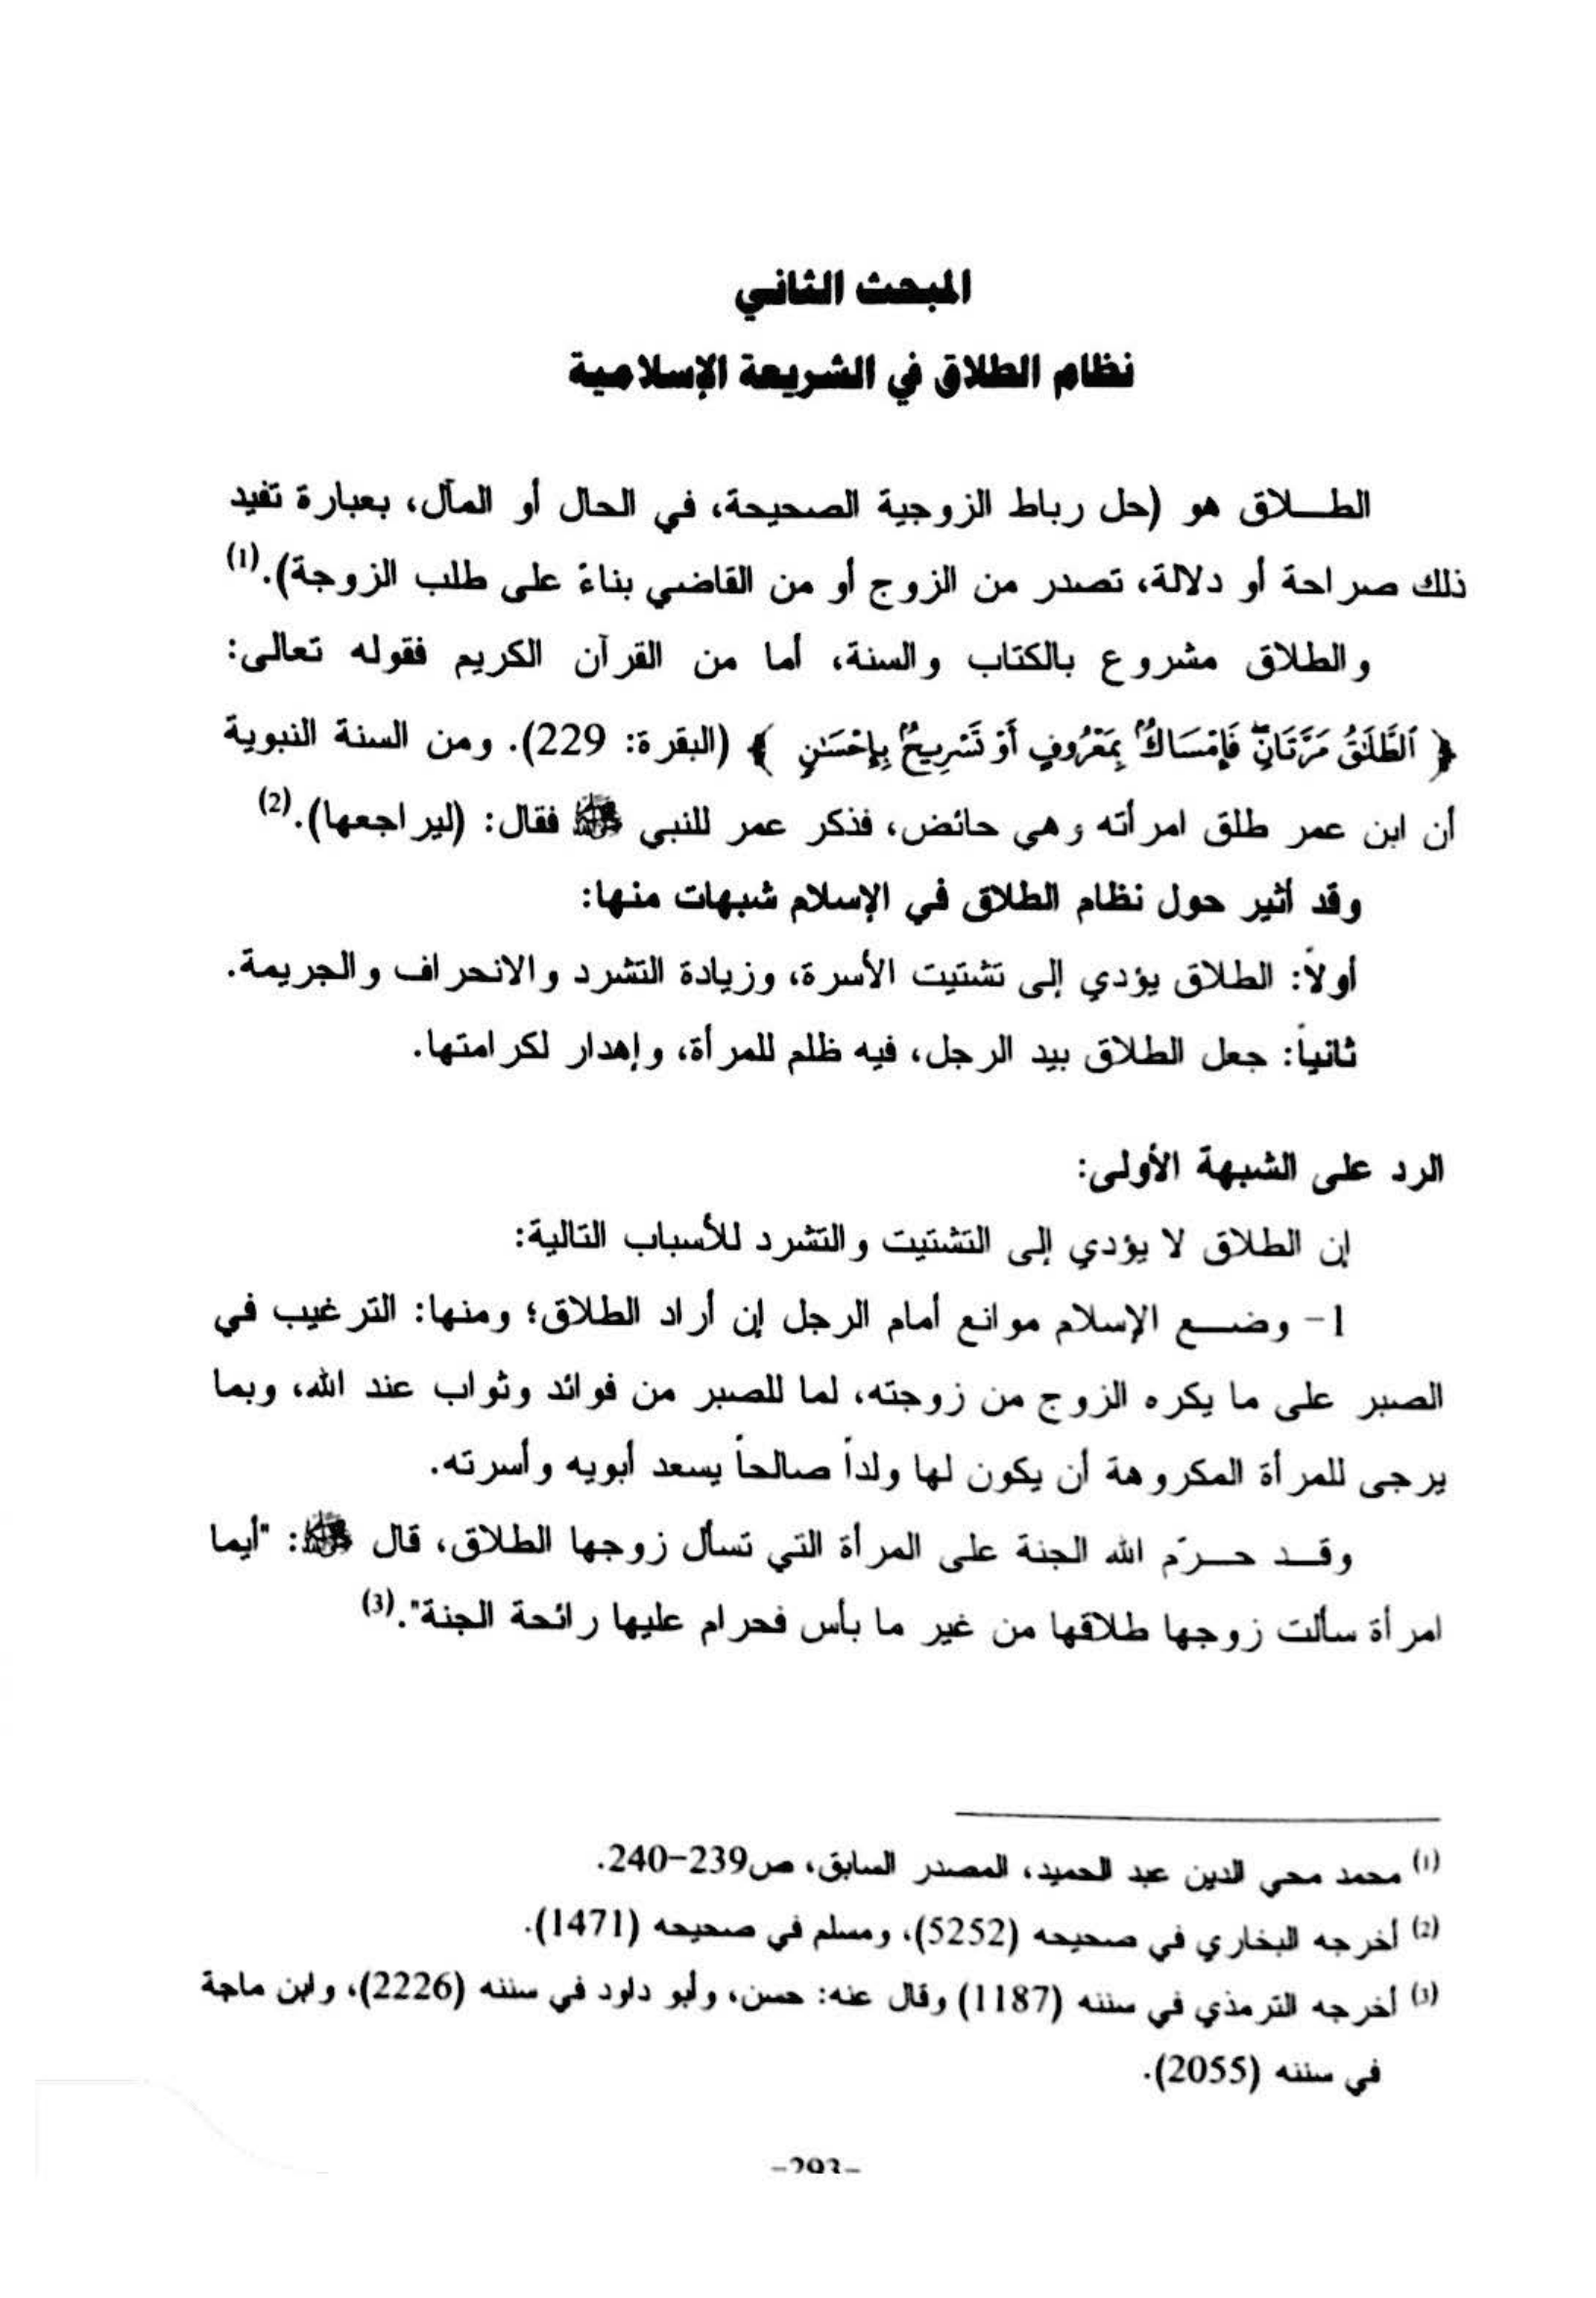 المبحث الثاني
نظام الطلاق في الشريعة الإسلامية
الطـــلاق هو (حل رباط الزوجية الصحيحة، في الحال أو المآل، بعبارة تفيد
ذلك صراحة أو دلالة، تصدر من الزوج أو من القاضي بناءً على طلب الزوجة).(1)
والطلاق مشروع بالكتاب والسنة، أما من القرآن الكريم فقوله تعالى:
﴿ ٱلطَّلَٰقُ مَرَّتَانِۖ فَإِمْسَاكٌۢ بِمَعْرُوفٍ أَوْ تَسْرِيحٌۢ بِإِحْسَٰنٍ ﴾ (البقرة: 229). ومن السنة النبوية
أن ابن عمر طلق امرأته وهي حائض، فذكر عمر للنبي ﷺ فقال: (ليراجعها).(2)
وقد أثير حول نظام الطلاق في الإسلام شبهات منها:
أولاً: الطلاق يؤدي إلى تشتيت الأسرة، وزيادة التشرد والانحراف والجريمة.
ثانياً: جعل الطلاق بيد الرجل، فيه ظلم للمرأة، وإهدار لكرامتها.
الرد على الشبهة الأولى:
إن الطلاق لا يؤدي إلى التشتيت والتشرد للأسباب التالية:
1- وضـــع الإسلام موانع أمام الرجل إن أراد الطلاق؛ ومنها: الترغيب في
الصبر على ما يكره الزوج من زوجته، لما للصبر من فوائد وثواب عند الله، وبما
يرجى للمرأة المكروهة أن يكون لها ولداً صالحاً يسعد أبويه وأسرته.
وقـــد حـــرّم الله الجنة على المرأة التي تسأل زوجها الطلاق، قال ﷺ: "أيما
امرأة سألت زوجها طلاقها من غير ما بأس فحرام عليها رائحة الجنة".(3)
(1) محمد محي الدين عبد الحميد، المصدر السابق، ص239-240.
(2) أخرجه البخاري في صحيحه (5252)، ومسلم في صحيحه (1471).
(3) أخرجه الترمذي في سننه (1187) وقال عنه: حسن، وأبو داود في سننه (2226)، وابن ماجة
في سننه (2055).
-293-